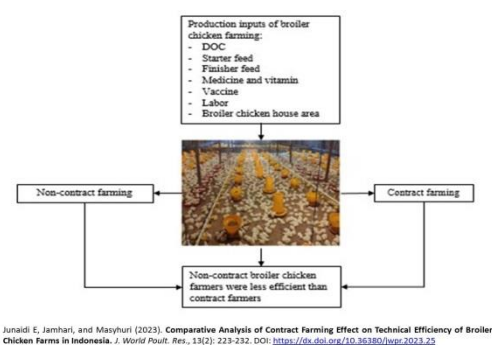 Production inputs of broiler
chicken farming:
- DOC
- Starter feed
- Finisher feed
- Medicine and vitamin
- Vaccine
- Labor
- Broiler chicken house area
Non-contract farming
Contract farming
Non-contract broiler chicken
farmers were less efficient than
contract farmers
Junaidi E, Jamhari, and Masyhuri (2023). Comparative Analysis of Contract Farming Effect on Technical Efficiency of Broiler
Chicken Farms in Indonesia. J. World Poult. Res., 13(2): 223-232. DOI: https://dx.doi.org/10.36380/jwpr.2023.25